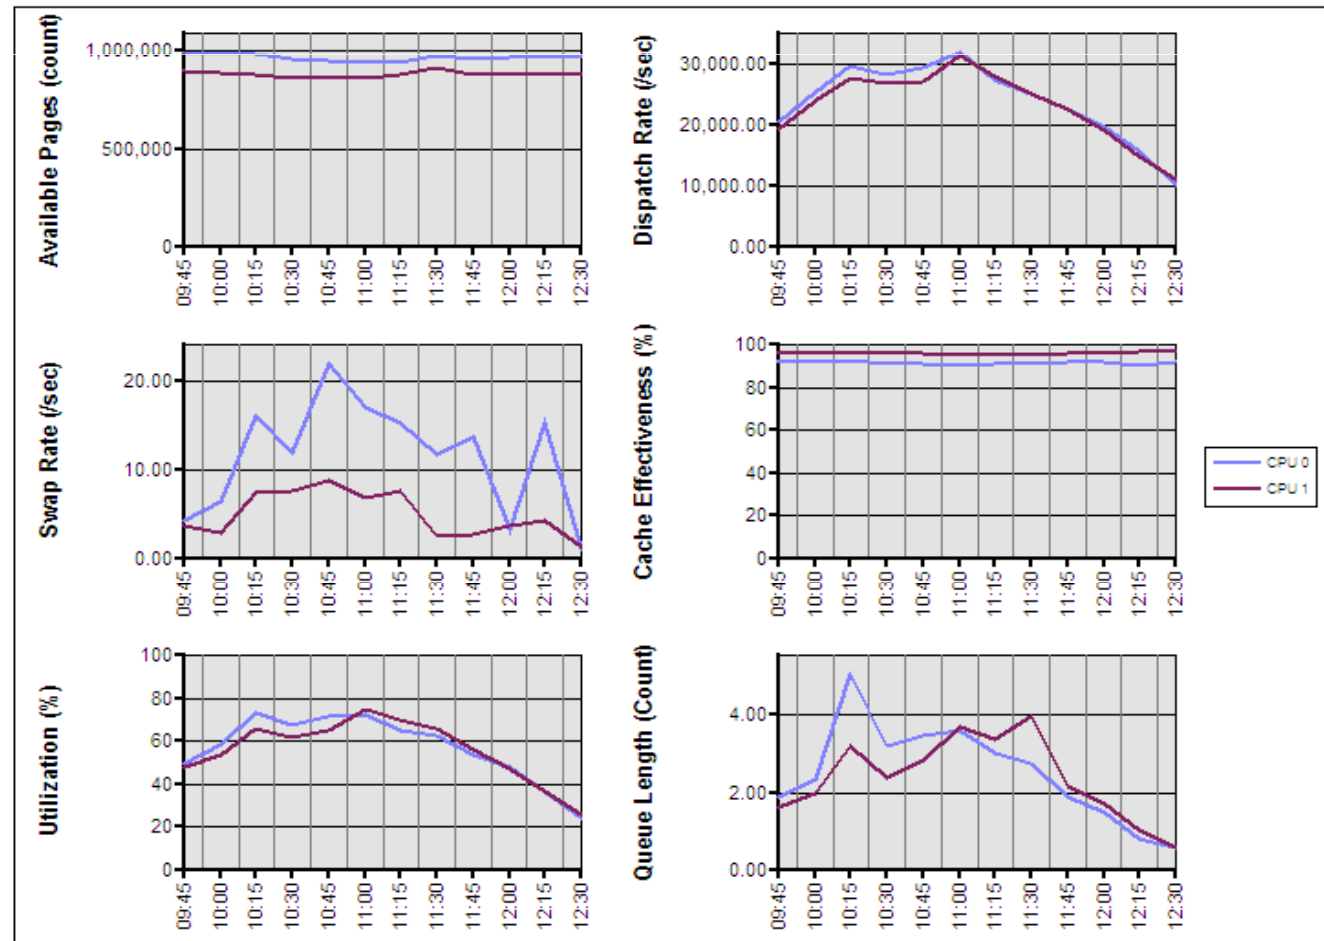 Available Pages (count)
1,000,000
500,000
0
09:45 10:00 10:15 10:30 10:45 11:00 11:15 11:30 11:45 12:00 12:15 12:30
Dispatch Rate (/sec)
30,000.00
20,000.00
10,000.00
0.00
09:45 10:00 10:15 10:30 10:45 11:00 11:15 11:30 11:45 12:00 12:15 12:30
Swap Rate (/sec)
20.00
10.00
0.00
09:45 10:00 10:15 10:30 10:45 11:00 11:15 11:30 11:45 12:00 12:15 12:30
Cache Effectiveness (%)
100
80
60
40
20
0
09:45 10:00 10:15 10:30 10:45 11:00 11:15 11:30 11:45 12:00 12:15 12:30
CPU 0
CPU 1
Utilization (%)
100
80
60
40
20
0
09:45 10:00 10:15 10:30 10:45 11:00 11:15 11:30 11:45 12:00 12:15 12:30
Queue Length (Count)
4.00
2.00
0.00
09:45 10:00 10:15 10:30 10:45 11:00 11:15 11:30 11:45 12:00 12:15 12:30